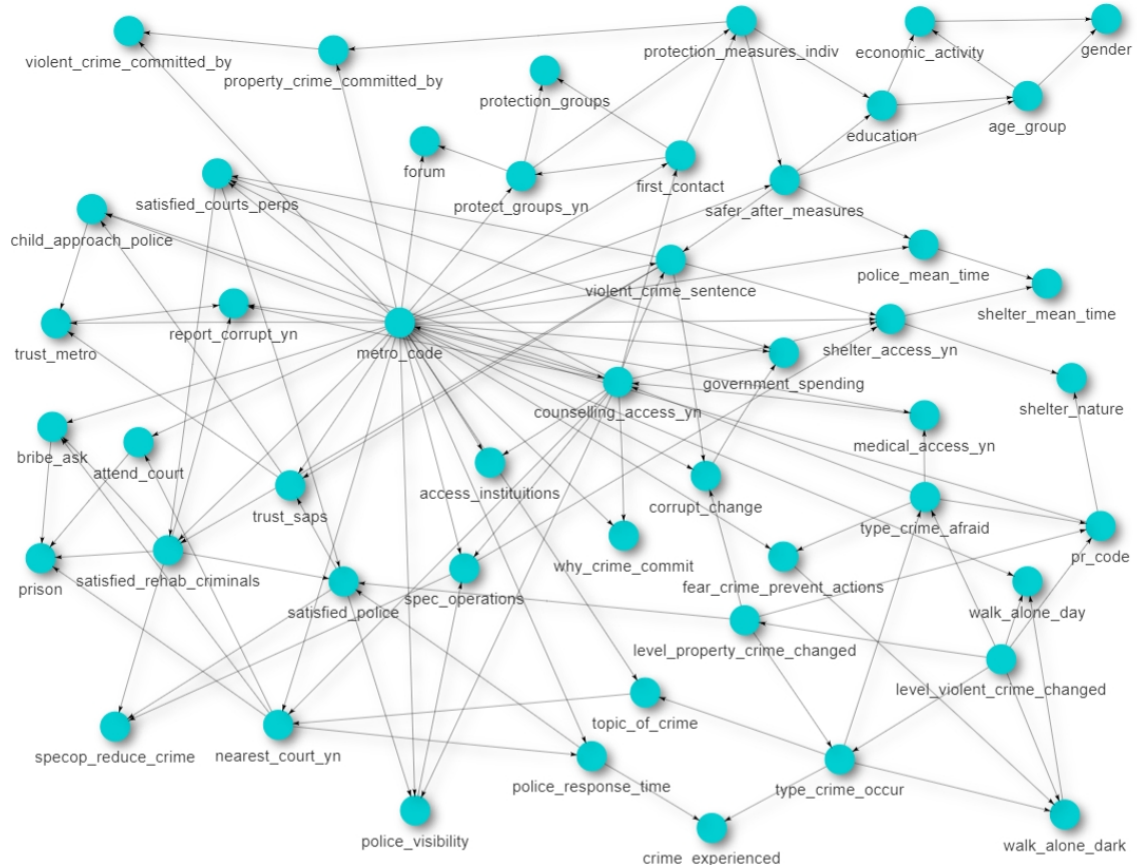 protection_measures_indiv
economic_activity
gender
violent_crime_committed_by
property_crime_committed_by
protection_groups
education
age_group
forum
first_contact
satisfied_courts_perps
protect_groups_yn
safer_after_measures
child_approach_police
police_mean_time
violent_crime_sentence
shelter_mean_time
trust_metro
report_corrupt_yn
metro_code
shelter_access_yn
government_spending
counselling_access_yn
shelter_nature
medical_access_yn
bribe_ask
attend_court
access_instituitions
corrupt_change
trust_saps
type_crime_afraid
pr_code
why_crime_commit
prison
satisfied_rehab_criminals
fear_crime_prevent_actions
spec_operations
satisfied_police
walk_alone_day
level_property_crime_changed
level_violent_crime_changed
topic_of_crime
specop_reduce_crime
nearest_court_yn
police_response_time
type_crime_occur
police_visibility
walk_alone_dark
crime_experienced